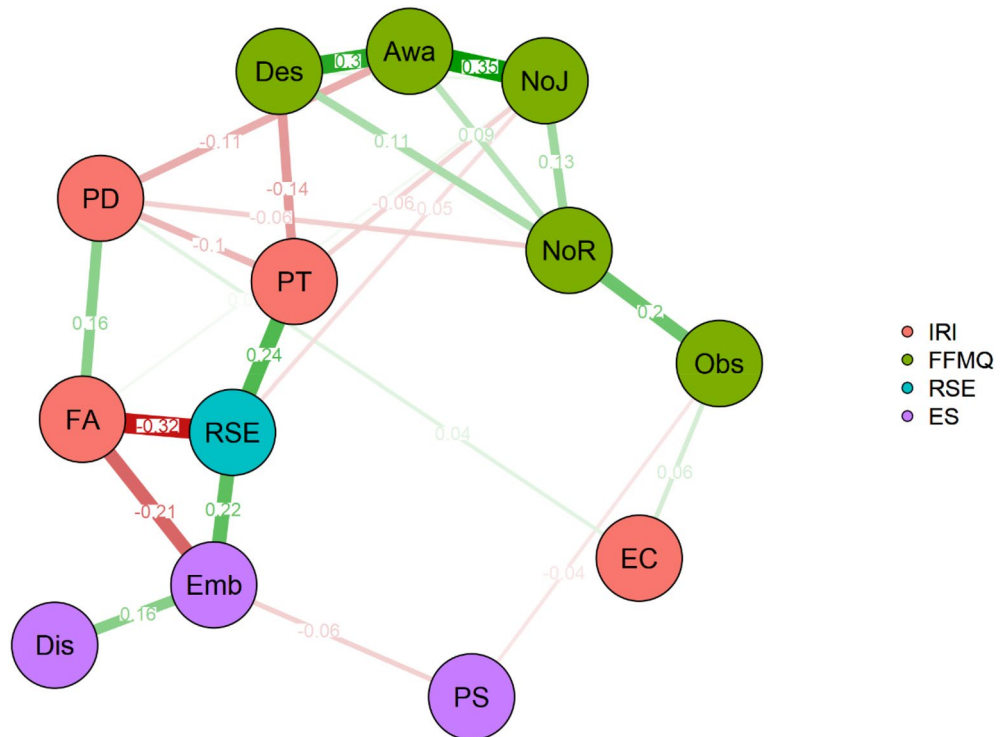 Awa
Des
NoJ
0.3
0.35
-0.11
0.11
0.09
0.13
-0.14
PD
-0.06
-0.06
-0.05
-0.1
NoR
PT
0.16
0.24
0.2
Obs
FA
-0.32
RSE
0.04
0.06
-0.21
0.22
EC
-0.04
Emb
Dis
0.16
-0.06
PS
IRI
FFMQ
RSE
ES